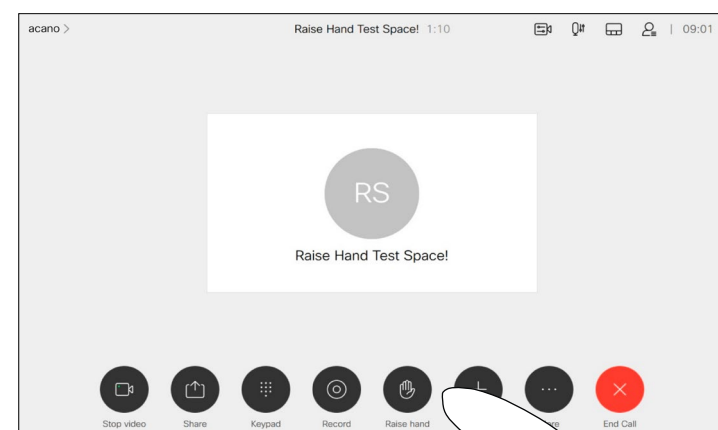 acano >
Raise Hand Test Space! 1:10
| 09:01
RS
Raise Hand Test Space!
Stop video
Share
Keypad
Record
Raise hand
End Call